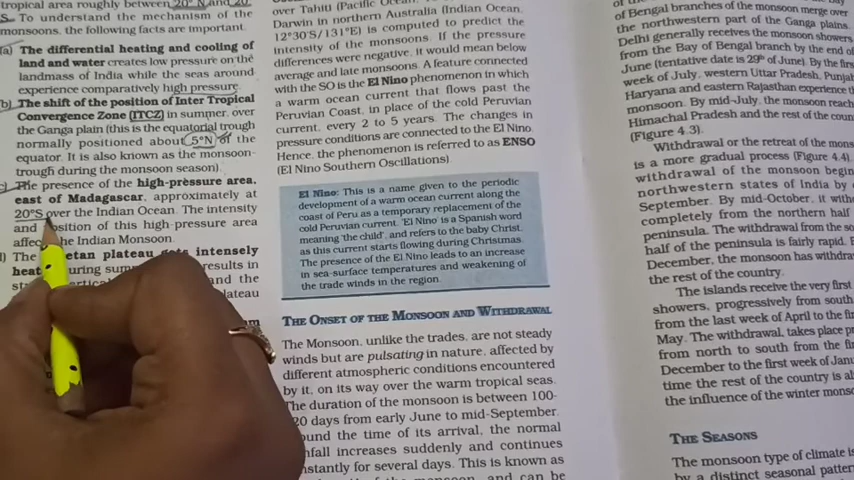 tropical area roughly between 20° N and 20°
S. To understand the mechanism of the
monsoons, the following facts are important.
(a) The differential heating and cooling of
land and water creates low pressure on the
landmass of India while the seas around
experience comparatively high pressure.
(b) The shift of the position of Inter Tropical
Convergence Zone (ITCZ) in summer, over
the Ganga plain (this is the equatorial trough
normally positioned about 5°N of the
equator. It is also known as the monsoon-
trough during the monsoon season).
The presence of the high-pressure area,
east of Madagascar, approximately at
20°S over the Indian Ocean. The intensity
and position of this high-pressure area
the Indian Monsoon.
The plateau gets intensely
during results in
and the
plateau
over Tahiti (Pacific
Darwin in northern Australia (Indian Ocean,
12°30'S/131°E) is computed to predict the
intensity of the monsoons. If the pressure
differences were negative, it would mean below
average and late monsoons. A feature connected
with the SO is the El Nino phenomenon in which
a warm ocean current that flows past the
Peruvian Coast, in place of the cold Peruvian
current, every 2 to 5 years. The changes in
pressure conditions are connected to the El Nino.
Hence, the phenomenon is referred to as ENSO
(El Nino Southern Oscillations).
El Nino: This is a name given to the periodic
development of a warm ocean current along the
coast of Peru as a temporary replacement of the
cold Peruvian current. El Nino is a Spanish word
meaning 'the child', and refers to the baby Christ,
as this current starts flowing during Christmas.
The presence of the El Nino leads to an increase
in sea-surface temperatures and weakening of
the trade winds in the region.
THE ONSET OF THE MONSOON AND WITHDRAWAL
The Monsoon, unlike the trades, are not steady
winds but are pulsating in nature, affected by
different atmospheric conditions encountered
by it, on its way over the warm tropical seas.
The duration of the monsoon is between 100-
20 days from early June to mid-September.
the time of its arrival, the normal
increases suddenly and continues
for several days. This is known as
the monsoon, and can be
of Bengal branches of the monsoon merge over
the northwestern part of the Ganga plains.
Delhi generally receives the monsoon showers
from the Bay of Bengal branch by the end of
June (tentative date is 29th of June). By the first
week of July, western Uttar Pradesh, Punjab
Haryana and eastern Rajasthan experience
monsoon. By mid-July, the monsoon
Himachal Pradesh and the rest of the
(Figure 4.3).
Withdrawal or the retreat of the
is a more gradual process (Figure 4.4).
withdrawal of the monsoon
northwestern states of India by
September. By mid-October, it
completely from the northern half
peninsula. The withdrawal from the
half of the peninsula is fairly rapid.
December, the monsoon has
the rest of the country.
The islands receive the very first
showers, progressively from south
from the last week of April to the
May. The withdrawal, takes place
from north to south from the
December to the first week of
time the rest of the country is
the influence of the winter
THE SEASONS
The monsoon type of climate is
by a distinct seasonal